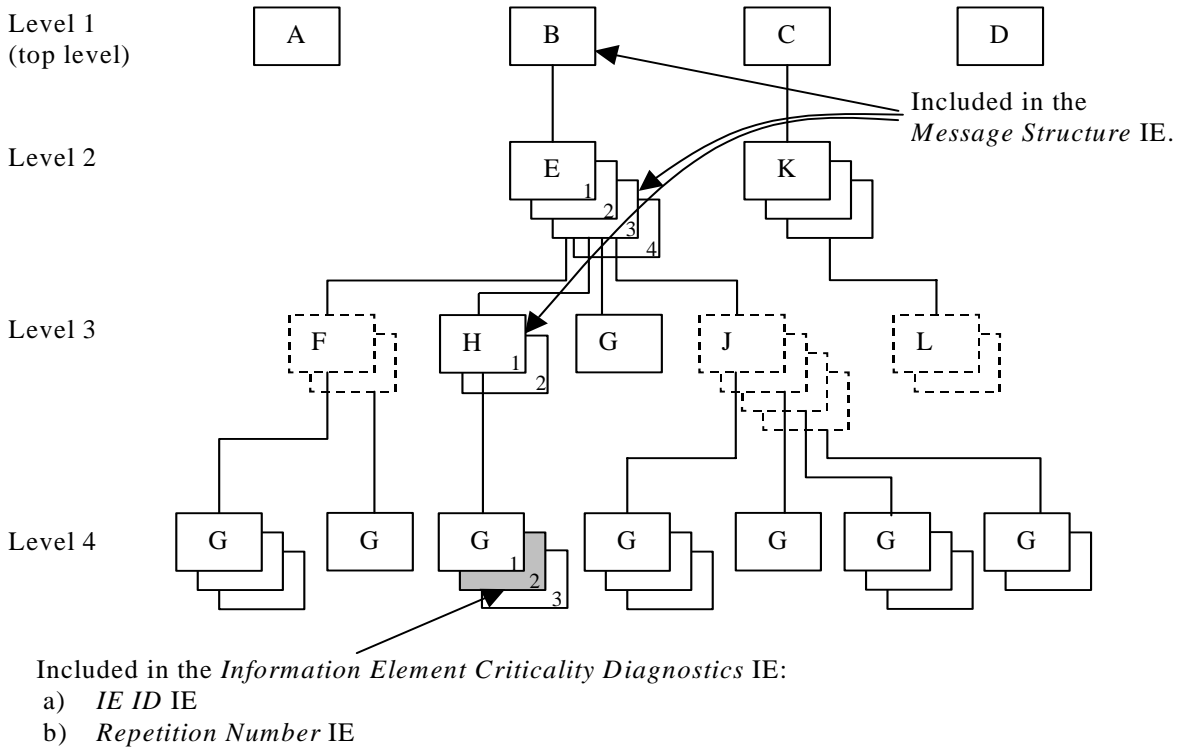 Level 1
(top level)
A
B
C
D
Included in the
Message Structure IE.
Level 2
E
1
2
3
4
K
Level 3
F
H
1
2
G
J
L
Level 4
G
G
G
1
2
3
G
G
G
G
Included in the Information Element Criticality Diagnostics IE:
a) IE ID IE
b) Repetition Number IE